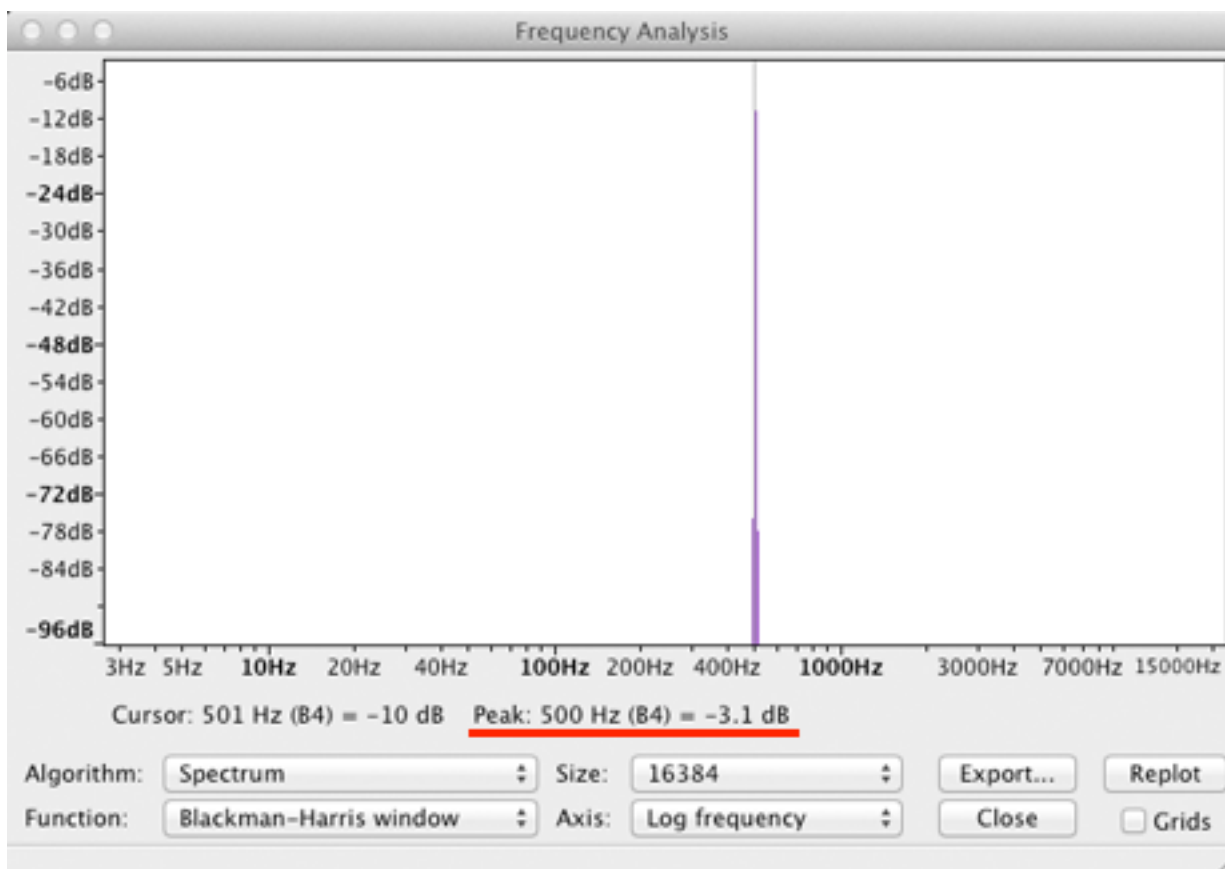 Frequency Analysis
-6dB
-12dB
-18dB
-24dB
-30dB
-36dB
-42dB
-48dB
-54dB
-60dB
-66dB
-72dB
-78dB
-84dB
-96dB
3Hz 5Hz 10Hz 20Hz 40Hz 100Hz 200Hz 400Hz 1000Hz 3000Hz 7000Hz 15000Hz
Cursor: 501 Hz (B4) = -10 dB Peak: 500 Hz (B4) = -3.1 dB
Algorithm: Spectrum Size: 16384 Export... Replot
Function: Blackman-Harris window Axis: Log frequency Close Grids